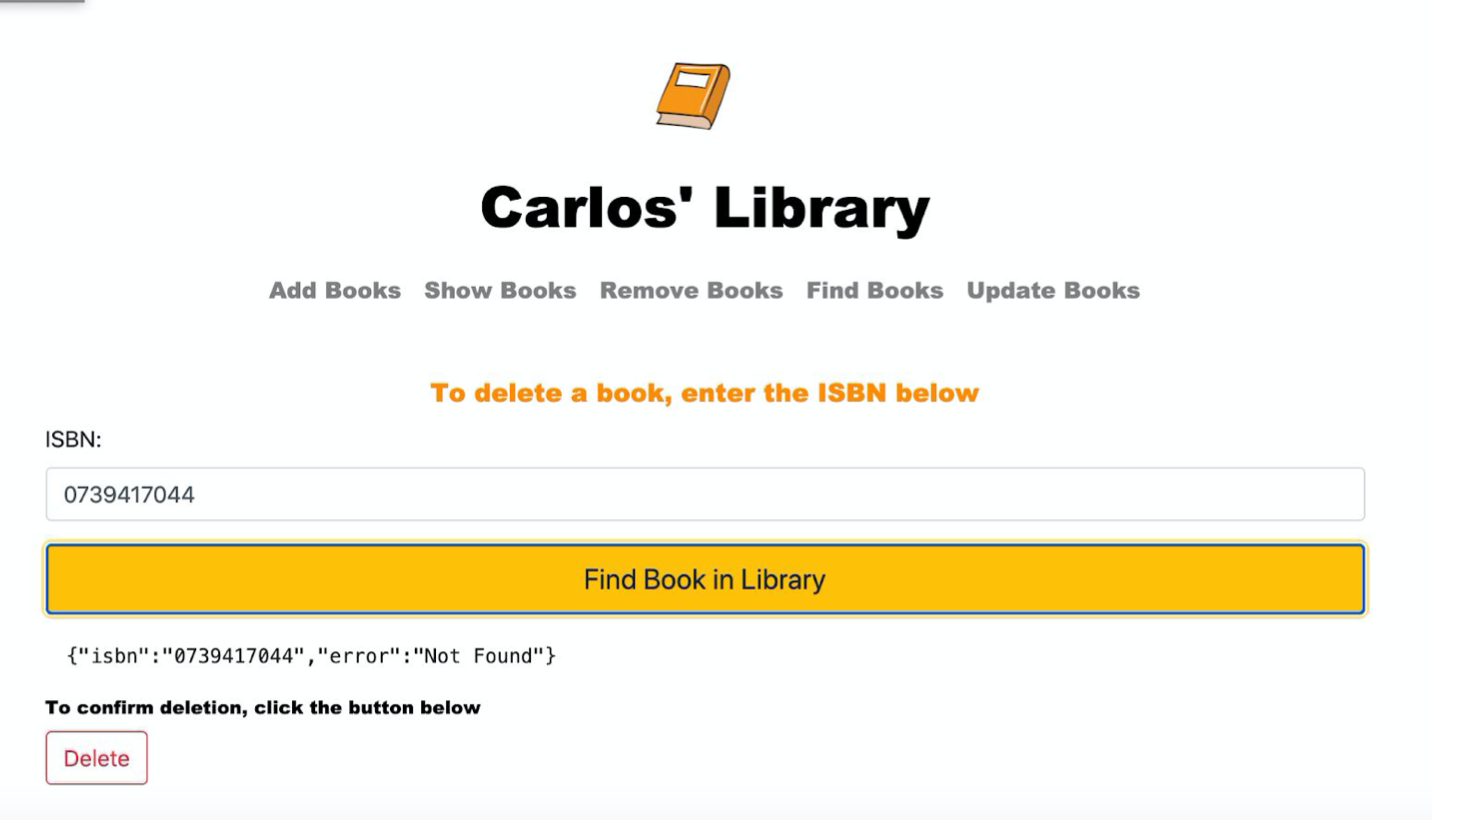 Carlos' Library
Add Books Show Books Remove Books Find Books Update Books
To delete a book, enter the ISBN below
ISBN:
0739417044
Find Book in Library
{"isbn":"0739417044","error":"Not Found"}
To confirm deletion, click the button below
Delete